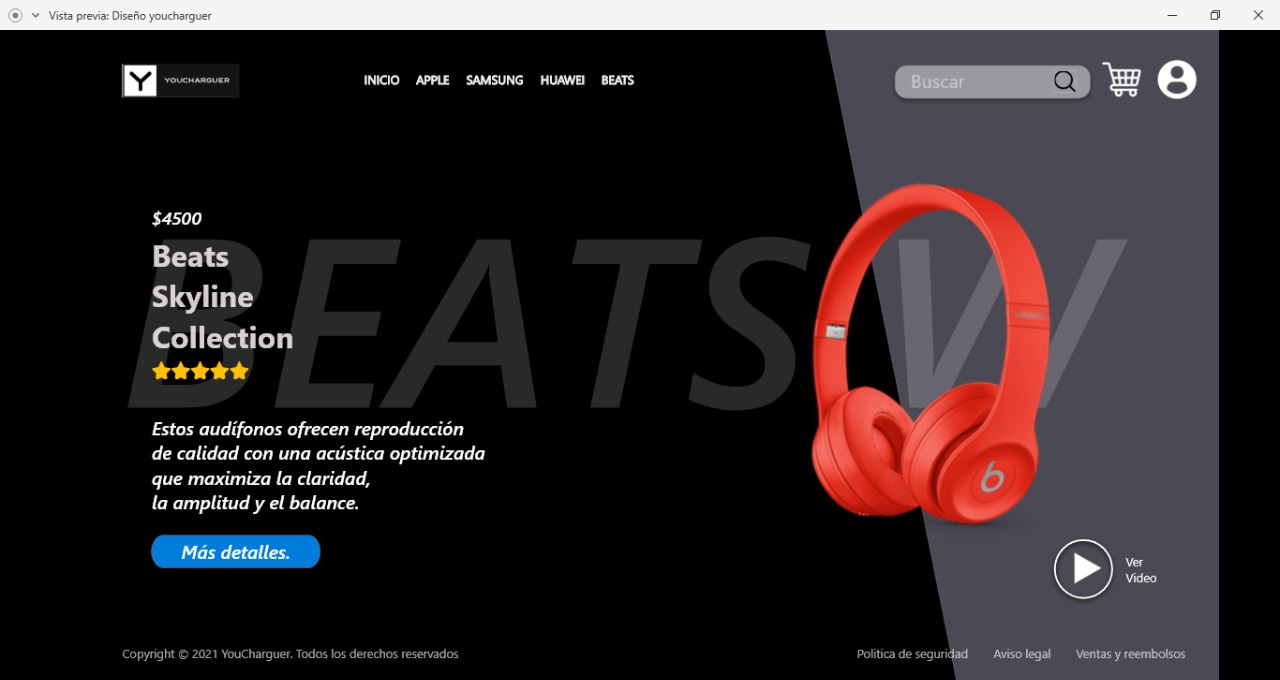 Vista previa: Diseño youcharguer
Y YOUCHARGUER
INICIO APPLE SAMSUNG HUAWEI BEATS
Buscar
$4500
BEATS W
Beats
Skyline
Collection
wireless
Estos audífonos ofrecen reproducción
de calidad con una acústica optimizada
que maximiza la claridad,
la amplitud y el balance.
b
Más detalles.
Ver
Video
Copyright © 2021 YouCharguer. Todos los derechos reservados
Política de seguridad Aviso legal Ventas y reembolsos